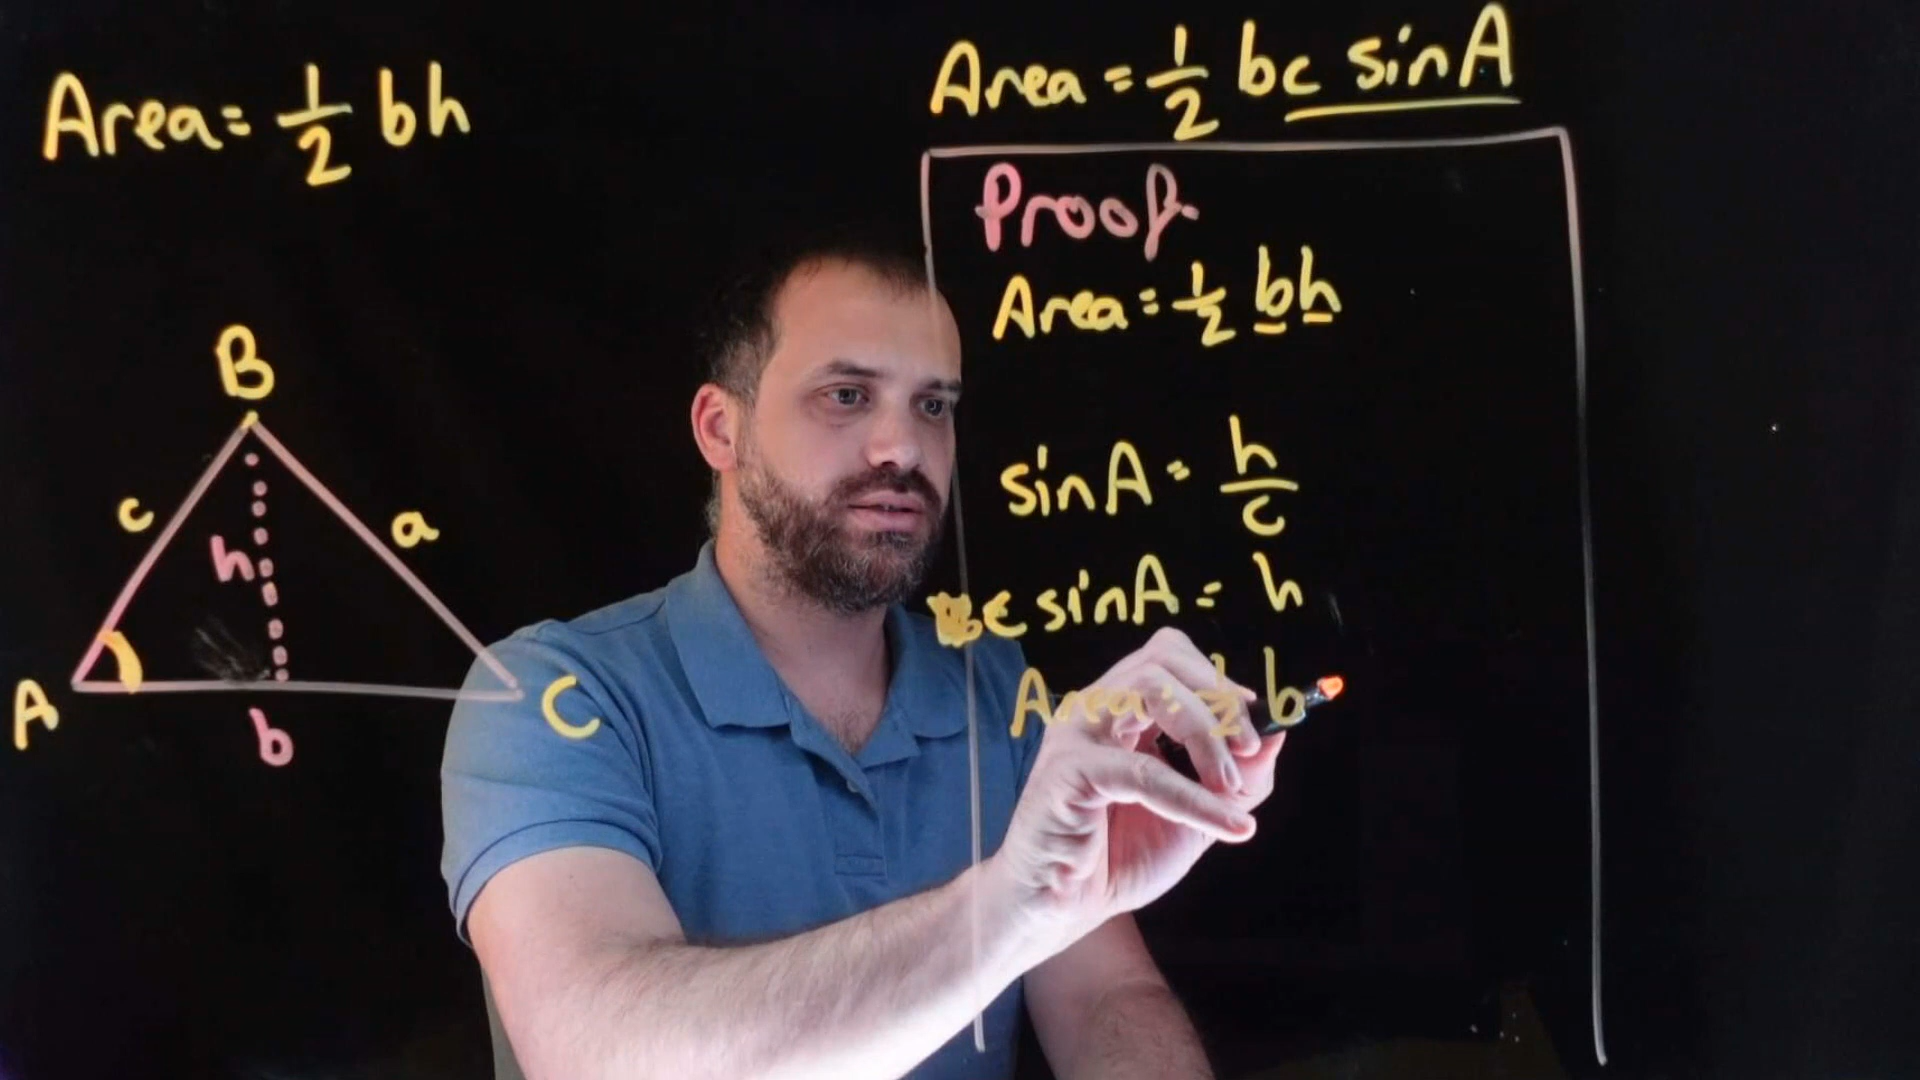 Area = 1/2 bh
B
c
a
h
A
C
b
Area = 1/2 bc sinA
Proof
Area = 1/2 bh
sinA = h/c
c sinA = h
Area = 1/2 b